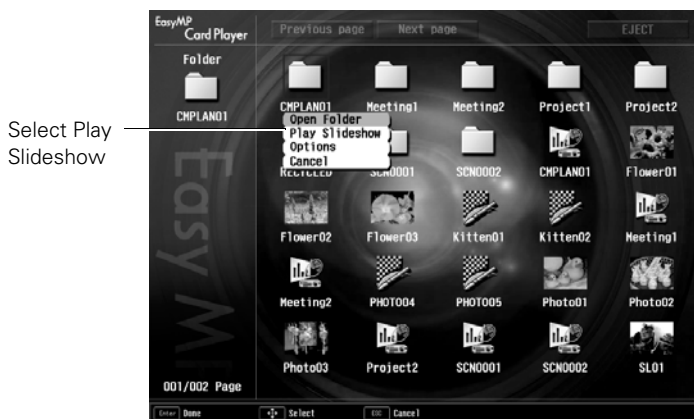 EasyMP
Card Player
Previous page
Next page
EJECT
Folder
CMPLAN01
Select Play
Slideshow
CMPLAN01
Meeting1
Meeting2
Project1
Project2
Open Folder
Play Slideshow
Options
Cancel
RECYCLED
SCN0001
SCN0002
CMPLAN01
Flower01
Flower02
Flower03
Kitten01
Kitten02
Meeting1
Meeting2
PHOTO04
PHOTO05
Photo01
Photo02
Photo03
Project2
SCN0001
SCN0002
SL01
Easy MP
001/002 Page
Enter Done
Select
ESC Cancel